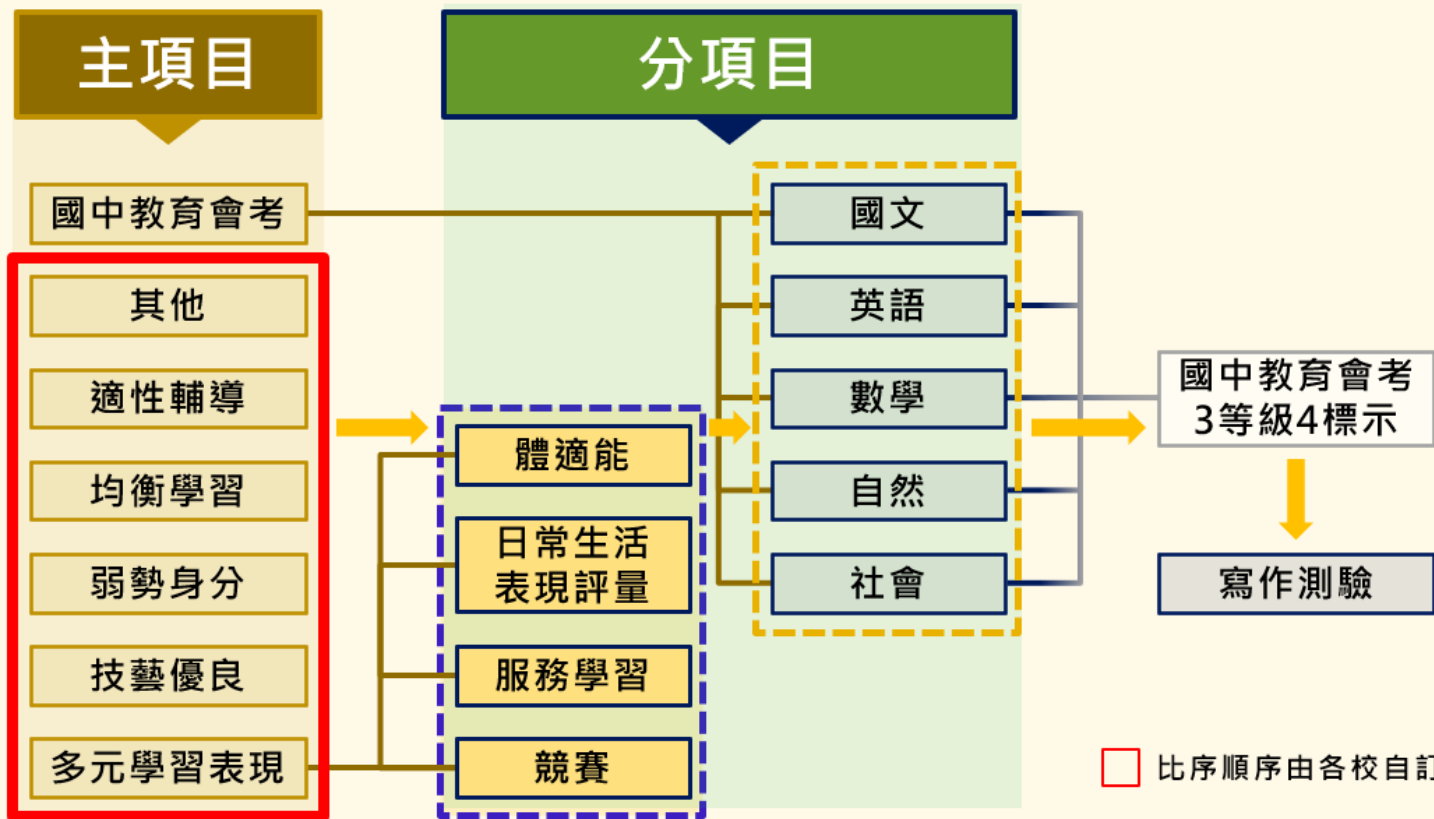 主項目
分項目
國中教育會考
其他
適性輔導
均衡學習
弱勢身分
技藝優良
多元學習表現
體適能
日常生活
表現評量
服務學習
競賽
國文
英語
數學
自然
社會
國中教育會考
3等級4標示
寫作測驗
比序順序由各校自訂